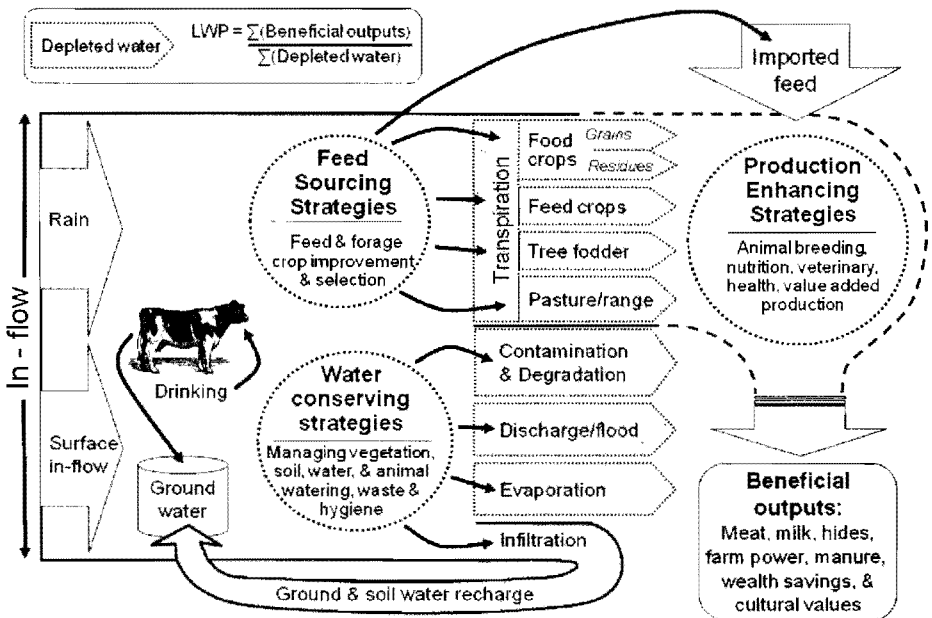 Depleted water
LWP = ∑(Beneficial outputs)
∑(Depleted water)
Imported
feed
In - flow
Rain
Surface
in-flow
Drinking
Ground
water
Feed
Sourcing
Strategies
Feed & forage
crop improvement
& selection
Water
conserving
strategies
Managing vegetation,
soil, water, & animal
watering, waste &
hygiene
Transpiration
Food
crops
Grains
Residues
Feed crops
Tree fodder
Pasture/range
Contamination
& Degradation
Discharge/flood
Evaporation
Infiltration
Ground & soil water recharge
Production
Enhancing
Strategies
Animal breeding,
nutrition, veterinary,
health, value added
production
Beneficial
outputs:
Meat, milk, hides,
farm power, manure,
wealth savings, &
cultural values